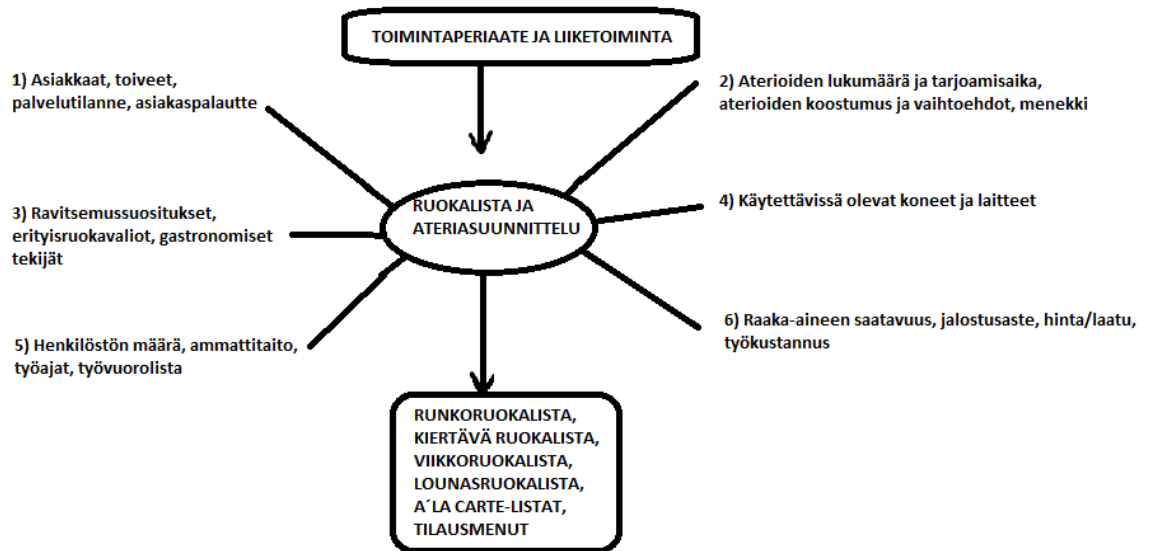 TOIMINTAPERIAATE JA LIIKETOIMINTA
1) Asiakkaat, toiveet,
palvelutilanne, asiakaspalautte
2) Aterioiden lukumäärä ja tarjoamisaika,
aterioiden koostumus ja vaihtoehdot, menekki
3) Ravitsemussuositukset,
erityisruokavaliot, gastronomiset
tekijät
RUOKALISTA JA
ATERIASUUNNITTELU
4) Käytettävissä olevat koneet ja laitteet
5) Henkilöstön määrä, ammattitaito,
työajat, työvuorolista
6) Raaka-aineen saatavuus, jalostusaste, hinta/laatu,
työkustannus
RUNKORUOKALISTA,
KIERTÄVÄ RUOKALISTA,
VIIKKORUOKALISTA,
LOUNASRUOKALISTA,
A´LA CARTE-LISTAT,
TILAUSMENUT